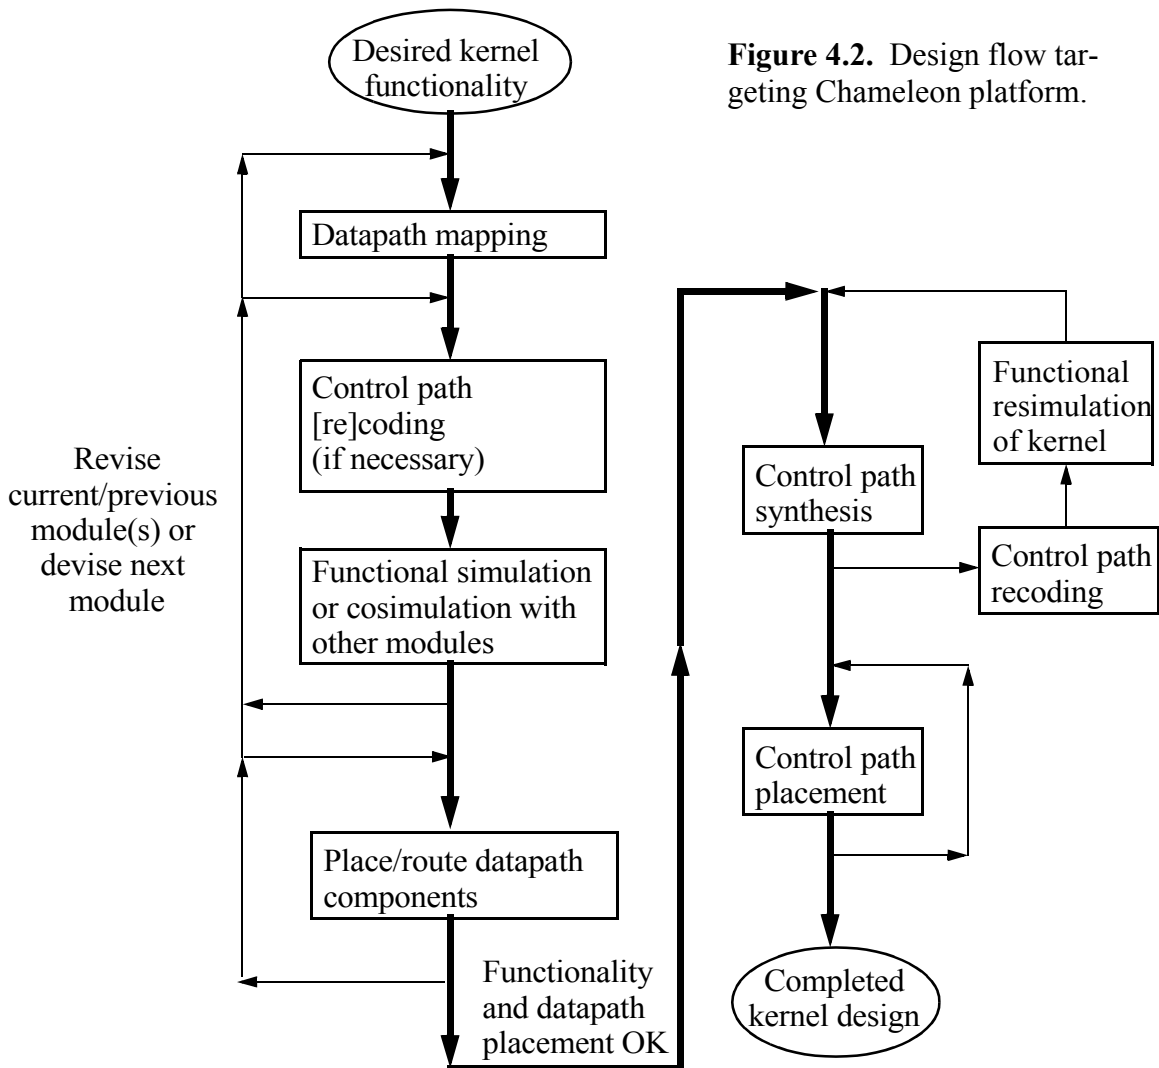 Desired kernel
functionality
Figure 4.2. Design flow tar-
geting Chameleon platform.
Datapath mapping
Control path
[re]coding
(if necessary)
Revise
current/previous
module(s) or
devise next
module
Functional simulation
or cosimulation with
other modules
Place/route datapath
components
Functionality
and datapath
placement OK
Functional
resimulation
of kernel
Control path
synthesis
Control path
recoding
Control path
placement
Completed
kernel design